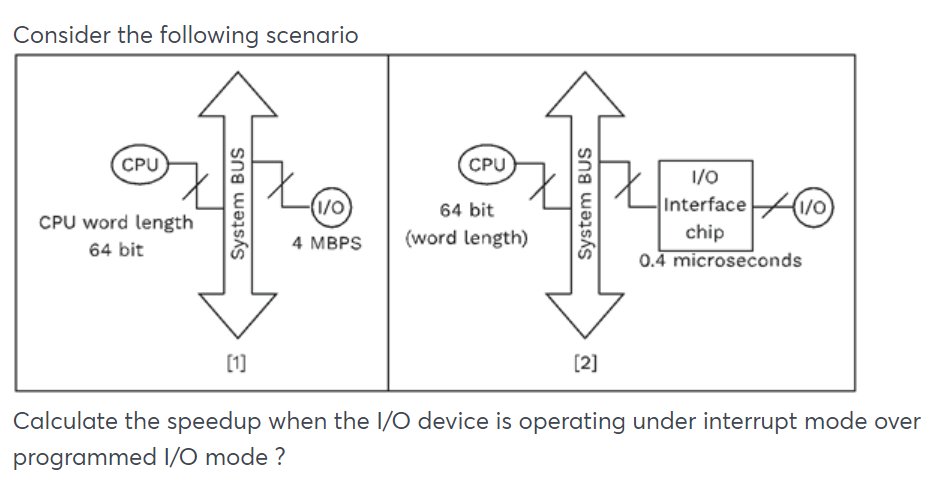 Consider the following scenario
CPU
CPU word length
64 bit
System BUS
I/O
4 MBPS
[1]
CPU
64 bit
(word length)
System BUS
I/O
Interface
chip
0.4 microseconds
I/O
[2]
Calculate the speedup when the I/O device is operating under interrupt mode over
programmed I/O mode ?